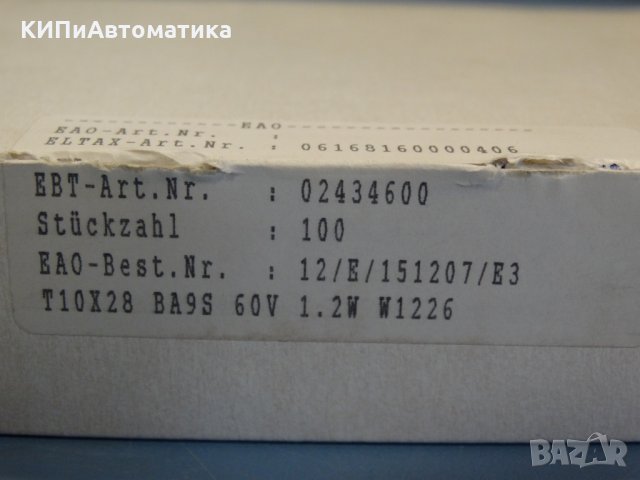 КИПиАвтоматика
------------EAO-----------------
EAO-Art.Nr. :
ELTAX-Art.Nr. : 06168160000406
EBT-Art.Nr. : 02434600
Stückzahl : 100
EAO-Best.Nr. : 12/E/151207/E3
T10X28 BA9S 60V 1.2W W1226
BAZAR